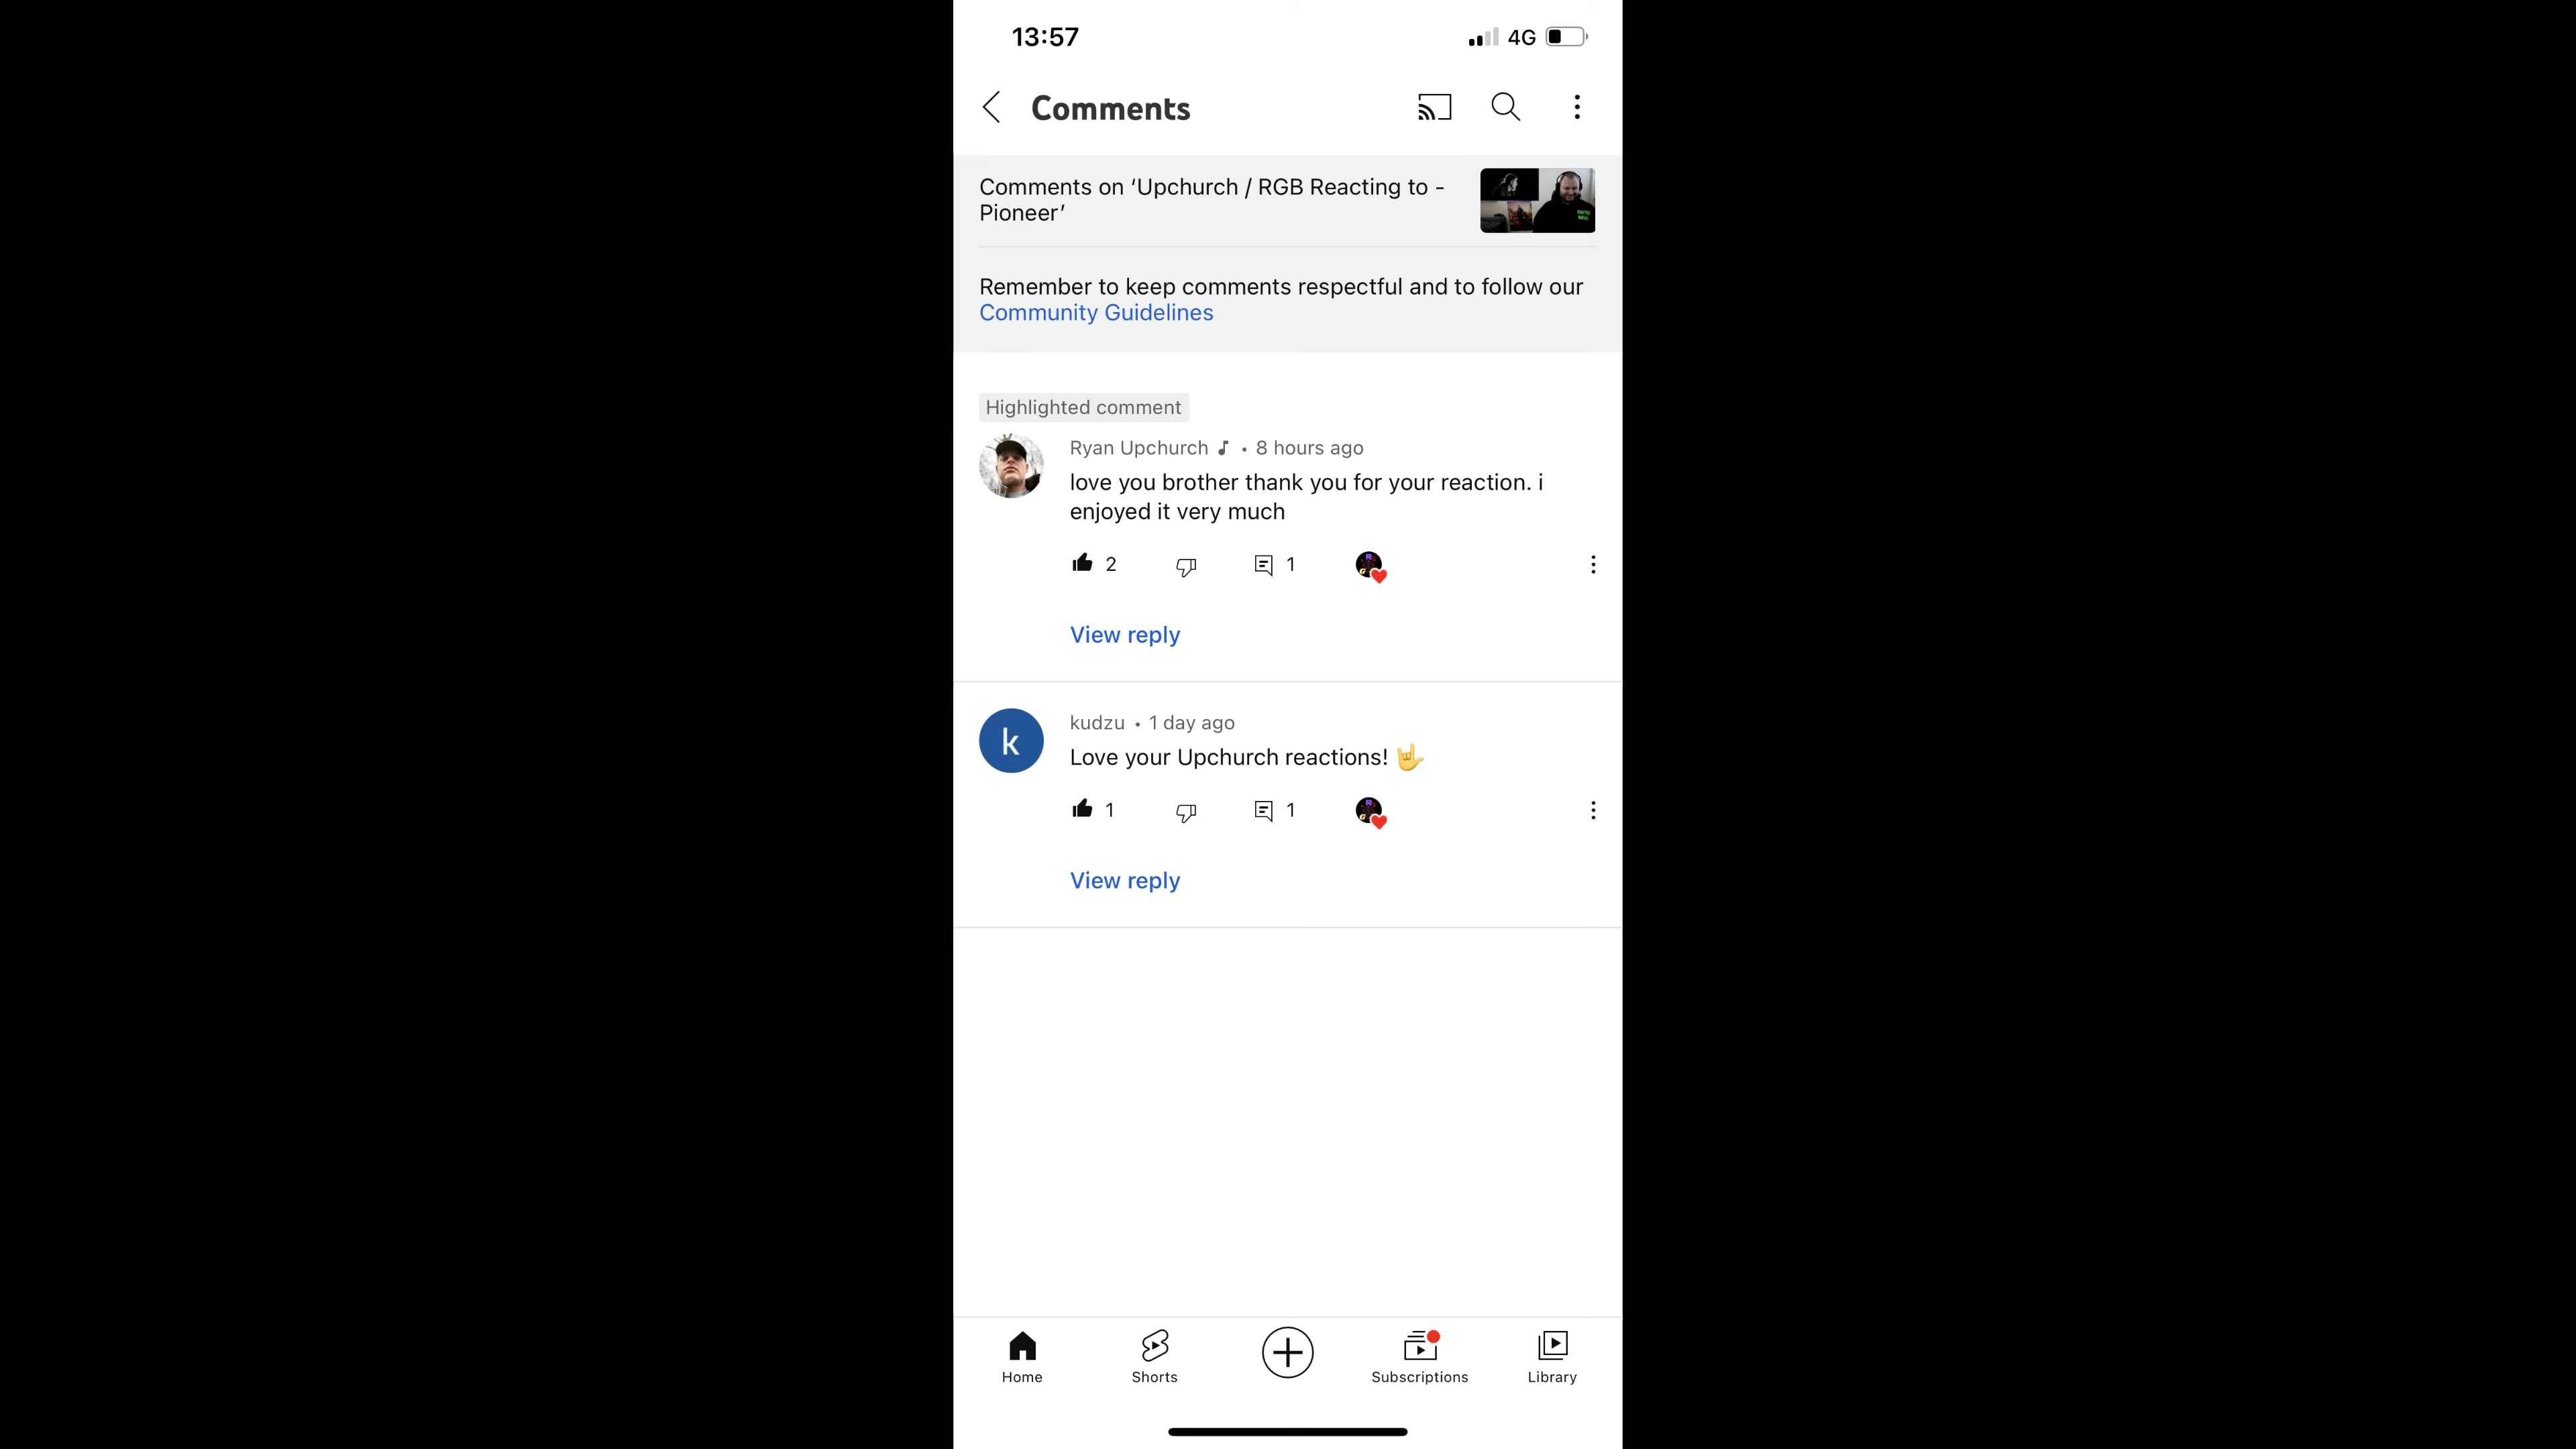 13:57
4G
Comments
Comments on ‘Upchurch / RGB Reacting to -
Pioneer’
Remember to keep comments respectful and to follow our
Community Guidelines
Highlighted comment
Ryan Upchurch • 8 hours ago
love you brother thank you for your reaction. i
enjoyed it very much
2
1
View reply
k
kudzu • 1 day ago
Love your Upchurch reactions! 🤟
1
1
View reply
Home
Shorts
Subscriptions
Library